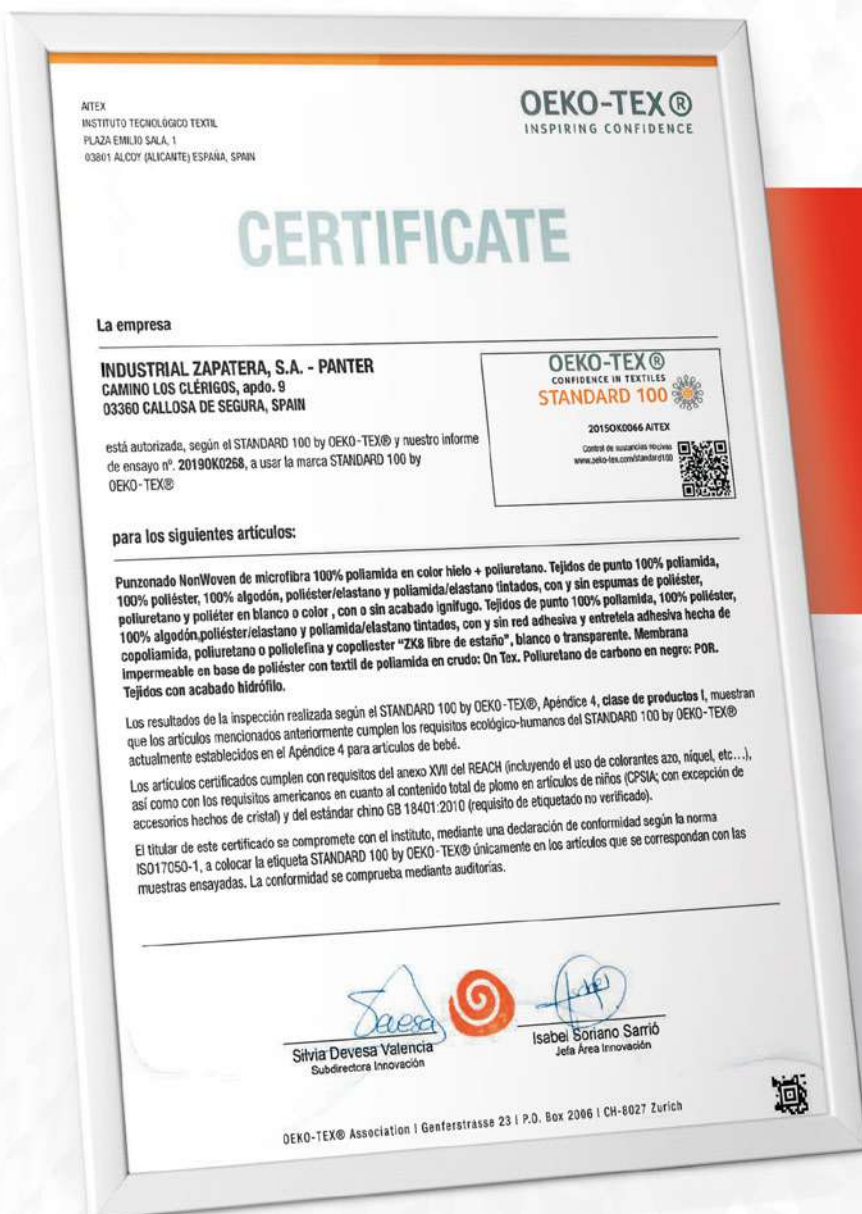 AITEX
INSTITUTO TECNOLÓGICO TEXTIL
PLAZA EMILIO SALA, 1
03801 ALCOY (ALICANTE) ESPAÑA, SPAIN
OEKO-TEX®
INSPIRING CONFIDENCE
CERTIFICATE
La empresa
INDUSTRIAL ZAPATERA, S.A. - PANTER
CAMINO LOS CLÉRIGOS, apdo. 9
03360 CALLOSA DE SEGURA, SPAIN
está autorizada, según el STANDARD 100 by OEKO-TEX® y nuestro informe
de ensayo nº. 2019OK0268, a usar la marca STANDARD 100 by
OEKO-TEX®
OEKO-TEX®
CONFIDENCE IN TEXTILES
STANDARD 100
2015OK0066 AITEX
Control de sustancias nocivas
www.oeko-tex.com/standard100
para los siguientes artículos:
Punzonado NonWoven de microfibra 100% poliamida en color hielo + poliuretano. Tejidos de punto 100% poliamida,
100% poliéster, 100% algodón, poliéster/elastano y poliamida/elastano tintados, con y sin espumas de poliéster,
poliuretano y poliéter en blanco o color , con o sin acabado ignífugo. Tejidos de punto 100% poliamida, 100% poliéster,
100% algodón,poliéster/elastano y poliamida/elastano tintados, con y sin red adhesiva y entretela adhesiva hecha de
copoliamida, poliuretano o poliolefina y copoliester "ZK8 libre de estaño", blanco o transparente. Membrana
impermeable en base de poliéster con textil de poliamida en crudo: On Tex. Poliuretano de carbono en negro: POR.
Tejidos con acabado hidrófilo.
Los resultados de la inspección realizada según el STANDARD 100 by OEKO-TEX®, Apéndice 4, clase de productos I, muestran
que los artículos mencionados anteriormente cumplen los requisitos ecológico-humanos del STANDARD 100 by OEKO-TEX®
actualmente establecidos en el Apéndice 4 para artículos de bebé.
Los artículos certificados cumplen con requisitos del anexo XVII del REACH (incluyendo el uso de colorantes azo, níquel, etc...),
así como con los requisitos americanos en cuanto al contenido total de plomo en artículos de niños (CPSIA; con excepción de
accesorios hechos de cristal) y del estándar chino GB 18401:2010 (requisito de etiquetado no verificado).
El titular de este certificado se compromete con el instituto, mediante una declaración de conformidad según la norma
ISO17050-1, a colocar la etiqueta STANDARD 100 by OEKO-TEX® únicamente en los artículos que se correspondan con las
muestras ensayadas. La conformidad se comprueba mediante auditorías.
Devesa
Isabel
Silvia Devesa Valencia
Subdirectora Innovación
Isabel Soriano Sarrió
Jefa Área Innovación
OEKO-TEX® Association | Genferstrasse 23 | P.O. Box 2006 | CH-8027 Zurich